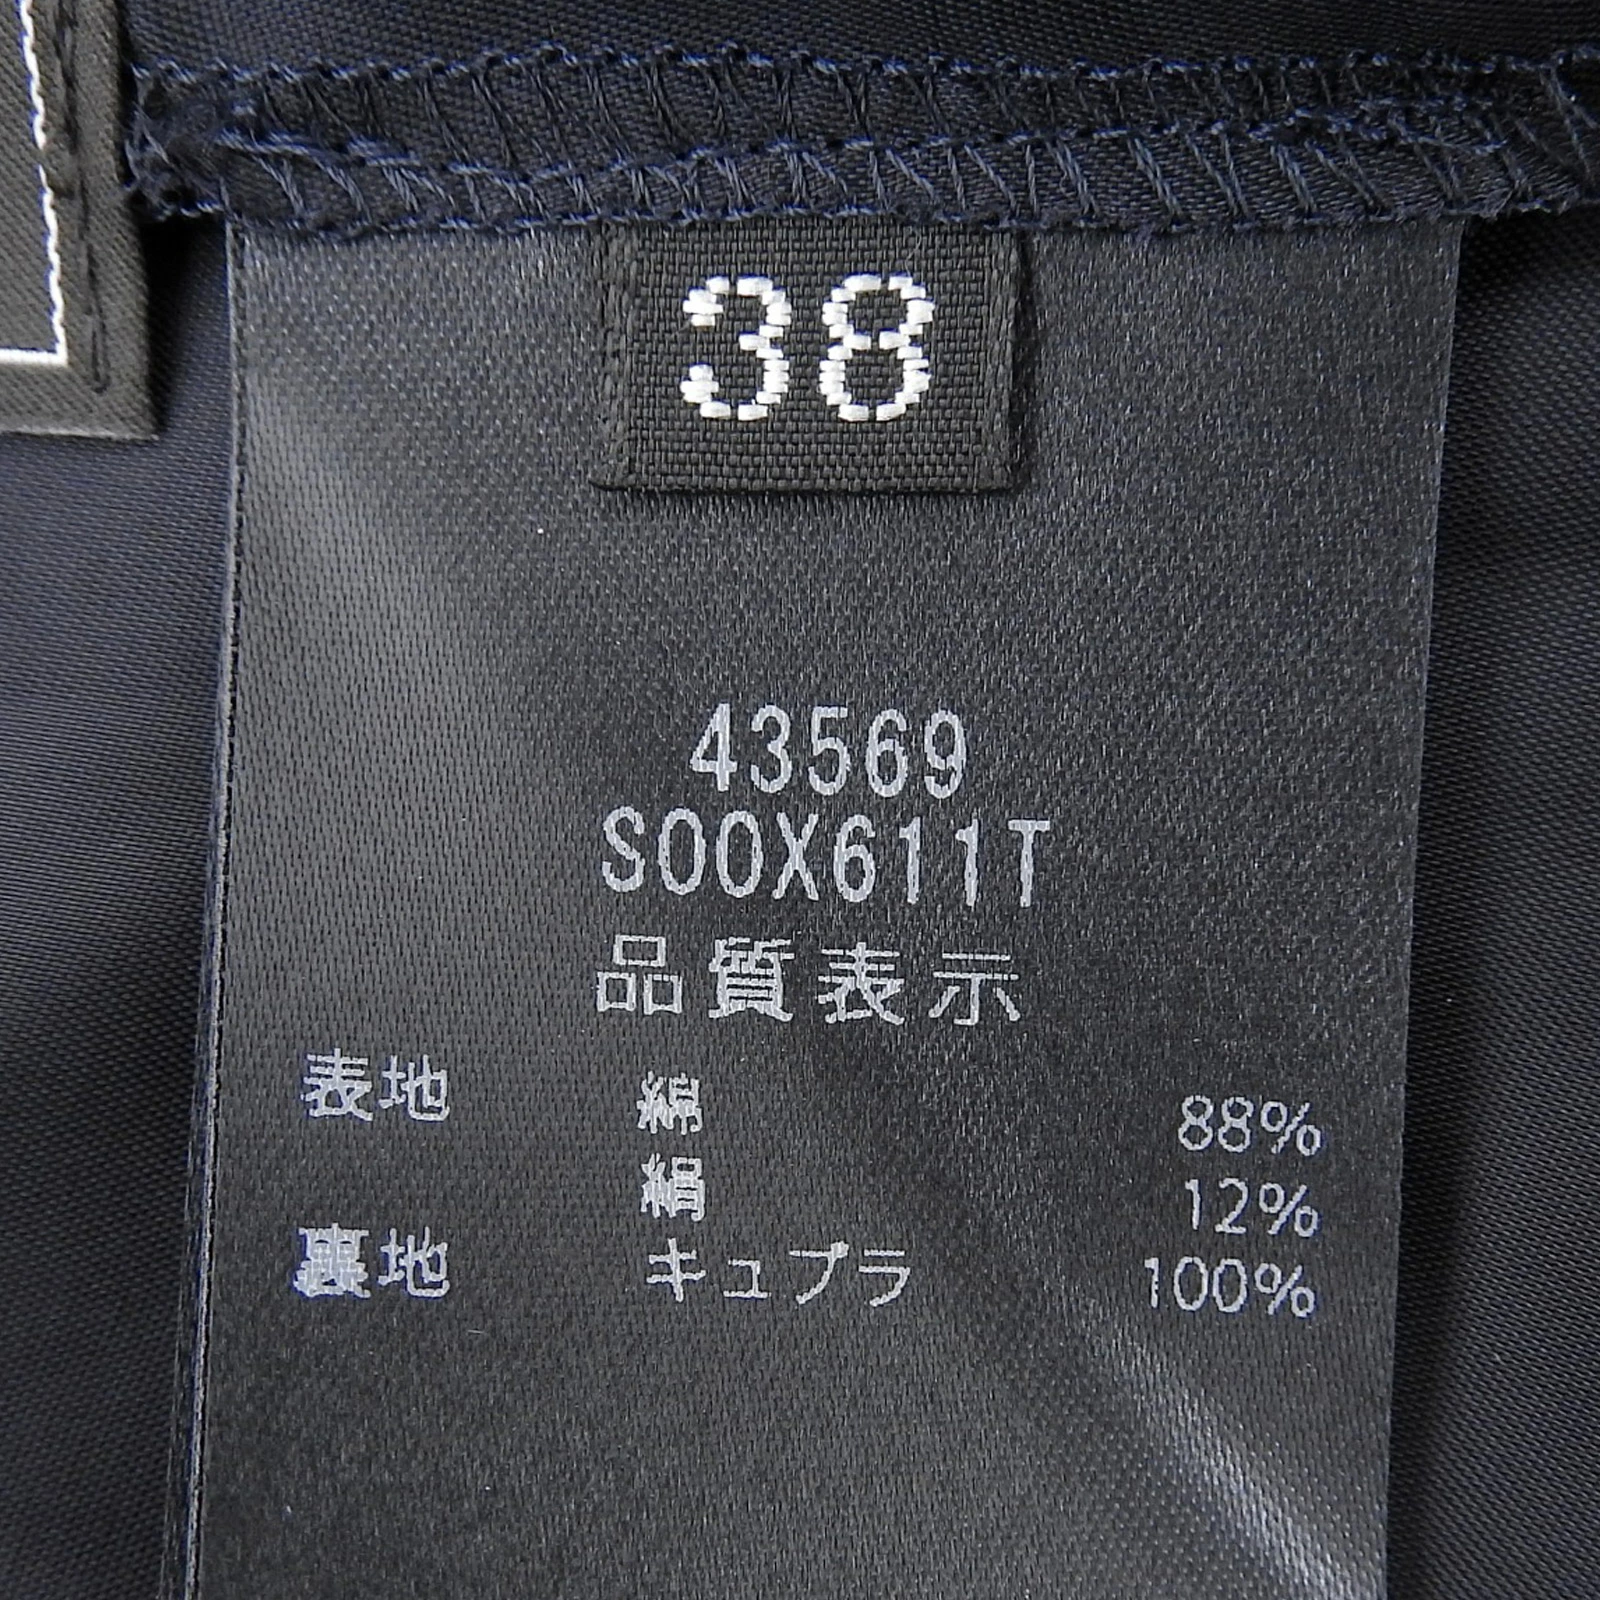 38
43569
S00X611T
品質表示
表地 綿 88%
絹 12%
裏地 キュプラ 100%